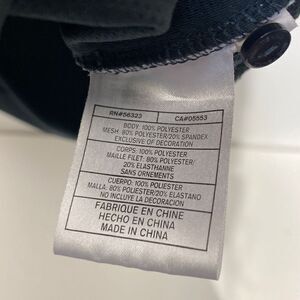 RN#56323 CA#05553
BODY: 100% POLYESTER
MESH: 80% POLYESTER/20% SPANDEX
EXCLUSIVE OF DECORATION
CORPS: 100% POLYESTER
MAILLE FILET: 80% POLYESTER/
20% ELASTHANNE
SANS ORNEMENTS
CUERPO: 100% POLIESTER
MALLA: 80% POLIESTER/20% ELASTANO
NO INCLUYE LA DECORACION
FABRIQUE EN CHINE
HECHO EN CHINA
MADE IN CHINA